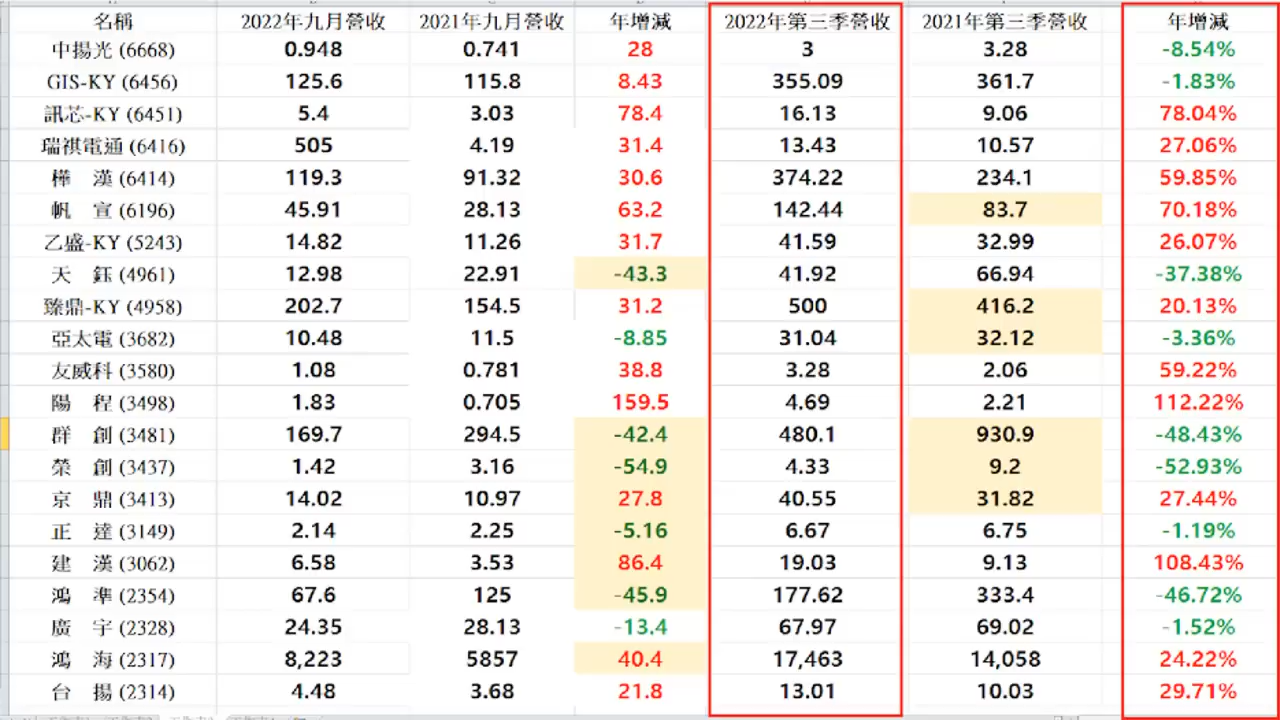 名稱 2022年九月營收 2021年九月營收 年增減 2022年第三季營收 2021年第三季營收 年增減
中揚光 (6668) 0.948 0.741 28 3 3.28 -8.54%
GIS-KY (6456) 125.6 115.8 8.43 355.09 361.7 -1.83%
訊芯-KY (6451) 5.4 3.03 78.4 16.13 9.06 78.04%
瑞祺電通 (6416) 505 4.19 31.4 13.43 10.57 27.06%
樺 漢 (6414) 119.3 91.32 30.6 374.22 234.1 59.85%
帆 宣 (6196) 45.91 28.13 63.2 142.44 83.7 70.18%
乙盛-KY (5243) 14.82 11.26 31.7 41.59 32.99 26.07%
天 鈺 (4961) 12.98 22.91 -43.3 41.92 66.94 -37.38%
臻鼎-KY (4958) 202.7 154.5 31.2 500 416.2 20.13%
亞太電 (3682) 10.48 11.5 -8.85 31.04 32.12 -3.36%
友威科 (3580) 1.08 0.781 38.8 3.28 2.06 59.22%
陽 程 (3498) 1.83 0.705 159.5 4.69 2.21 112.22%
群 創 (3481) 169.7 294.5 -42.4 480.1 930.9 -48.43%
榮 創 (3437) 1.42 3.16 -54.9 4.33 9.2 -52.93%
京 鼎 (3413) 14.02 10.97 27.8 40.55 31.82 27.44%
正 達 (3149) 2.14 2.25 -5.16 6.67 6.75 -1.19%
建 漢 (3062) 6.58 3.53 86.4 19.03 9.13 108.43%
鴻 準 (2354) 67.6 125 -45.9 177.62 333.4 -46.72%
廣 宇 (2328) 24.35 28.13 -13.4 67.97 69.02 -1.52%
鴻 海 (2317) 8,223 5857 40.4 17,463 14,058 24.22%
台 揚 (2314) 4.48 3.68 21.8 13.01 10.03 29.71%